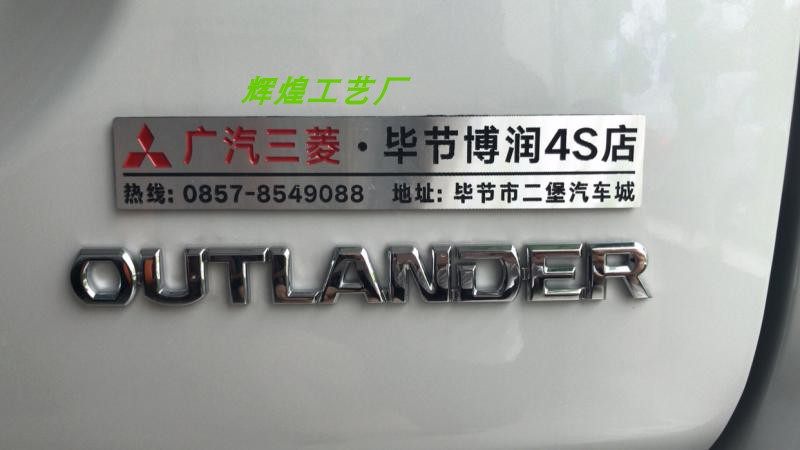 辉煌工艺厂
广汽三菱·毕节博润4S店
热线: 0857-8549088 地址: 毕节市二堡汽车城
OUTLANDER